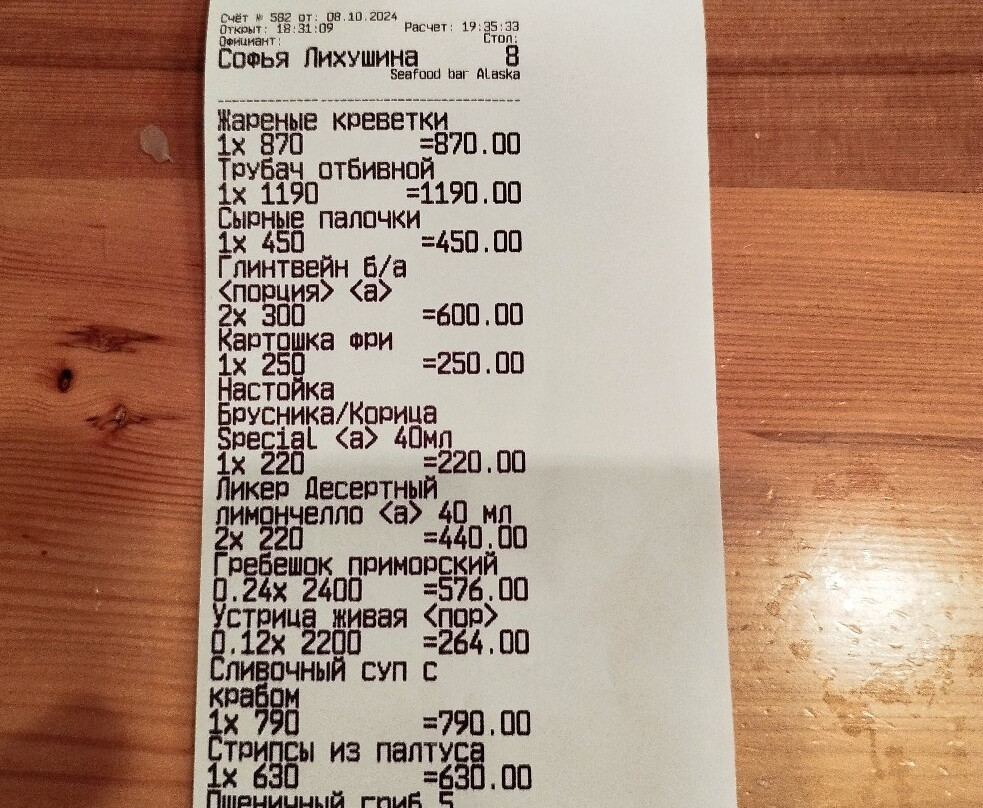 Счёт № 582 от: 08.10.2024
Открыт: 18:31:09 Расчет: 19:35:33
Официант: Стол:
Софья Лихушина 8
Seafood bar Alaska
Жареные креветки
1x 870 =870.00
Трубач отбивной
1x 1190 =1190.00
Сырные палочки
1x 450 =450.00
Глинтвейн б/а
<порция> <а>
2x 300 =600.00
Картошка фри
1x 250 =250.00
Настойка
Брусника/Корица
Special <а> 40мл
1x 220 =220.00
Ликер Десертный
лимончелло <а> 40 мл
2x 220 =440.00
Гребешок приморский
0.24x 2400 =576.00
Устрица живая <пор>
0.12x 2200 =264.00
Сливочный суп с
крабом
1x 790 =790.00
Стрипсы из палтуса
1x 630 =630.00
Пшеничный гриб 5